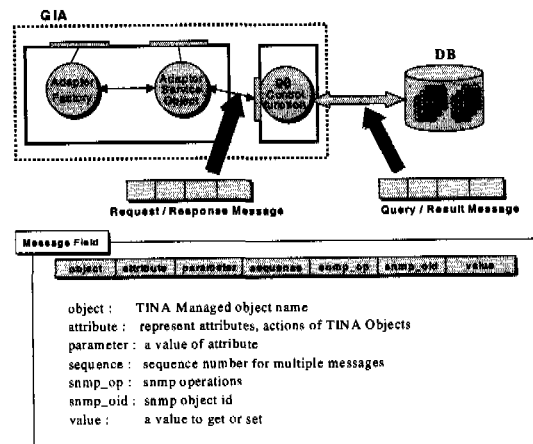 GIA
DB
Adaptor
Factory
Adaptor
Service
Object
DB
Control
function
Request / Response Message
Query / Result Message
Message Field
object attribute parameter sequense snmp_op snmp_oid value
object : TINA Managed object name
attribute : represent attributes, actions of TINA Objects
parameter : a value of attribute
sequence : sequence number for multiple messages
snmp_op : snmp operations
snmp_oid : snmp object id
value : a value to get or set